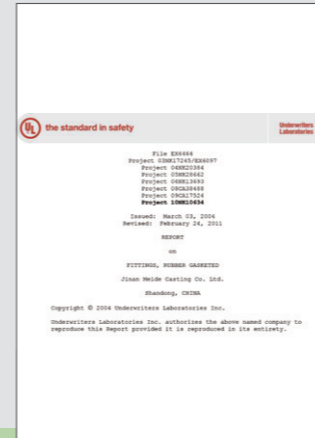 UL the standard in safety
Underwriters
Laboratories
File EX6664
Project 03NK17245/EX6097
Project 04NK20384
Project 05NK28662
Project 06NK13693
Project 08CA38488
Project 09CA17524
Project 10NK10634
Issued: March 03, 2004
Revised: February 24, 2011
REPORT
on
FITTINGS, RUBBER GASKETED
Jinan Meide Casting Co. Ltd.
Shandong, CHINA
Copyright © 2004 Underwriters Laboratories Inc.
Underwriters Laboratories Inc. authorizes the above named company to
reproduce this Report provided it is reproduced in its entirety.